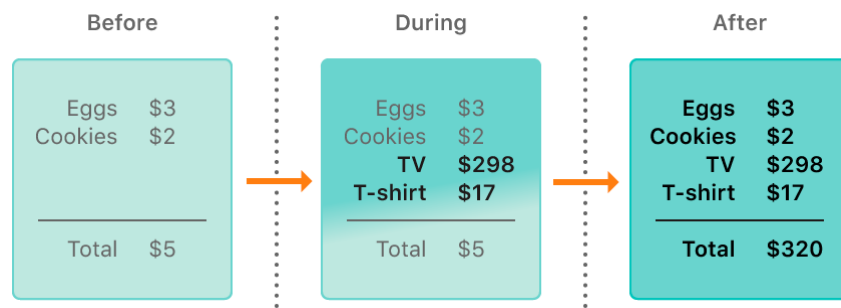 Before
Eggs $3
Cookies $2
Total $5
During
Eggs $3
Cookies $2
TV $298
T-shirt $17
Total $5
After
Eggs $3
Cookies $2
TV $298
T-shirt $17
Total $320